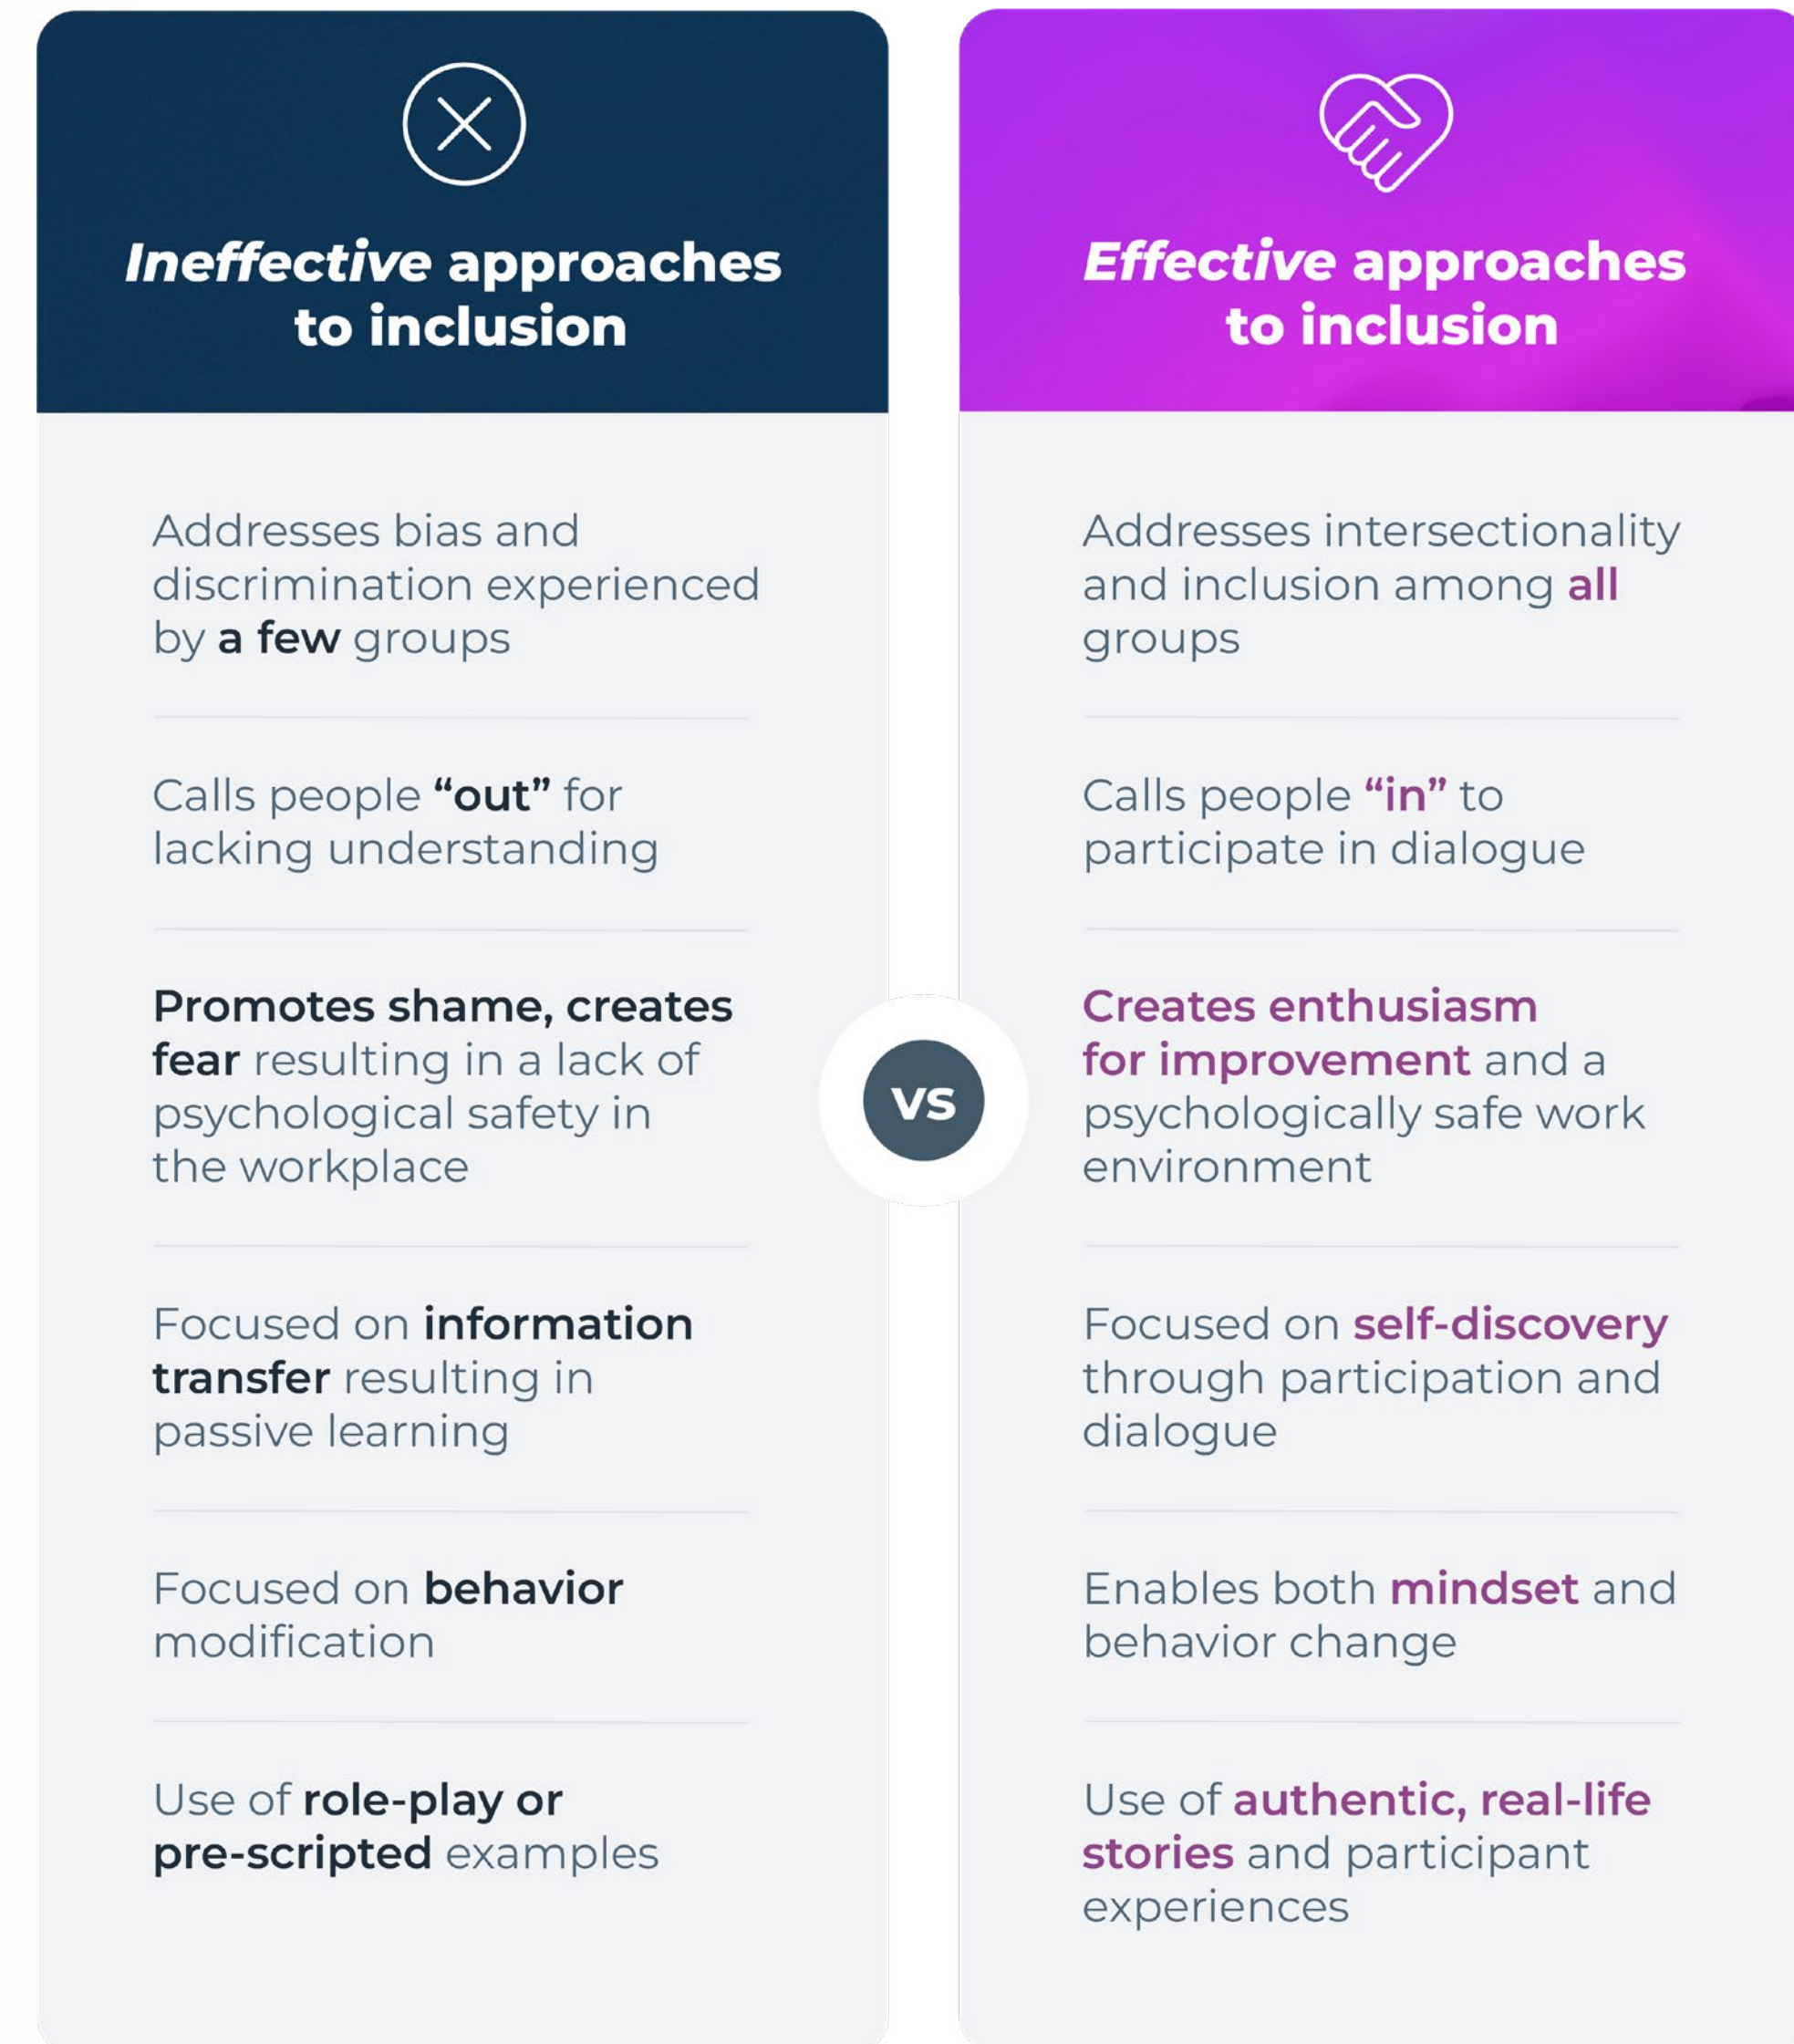 Ineffective approaches
to inclusion
Addresses bias and
discrimination experienced
by a few groups
Calls people “out” for
lacking understanding
Promotes shame, creates
fear resulting in a lack of
psychological safety in
the workplace
Focused on information
transfer resulting in
passive learning
Focused on behavior
modification
Use of role-play or
pre-scripted examples
vs
Effective approaches
to inclusion
Addresses intersectionality
and inclusion among all
groups
Calls people “in” to
participate in dialogue
Creates enthusiasm
for improvement and a
psychologically safe work
environment
Focused on self-discovery
through participation and
dialogue
Enables both mindset and
behavior change
Use of authentic, real-life
stories and participant
experiences